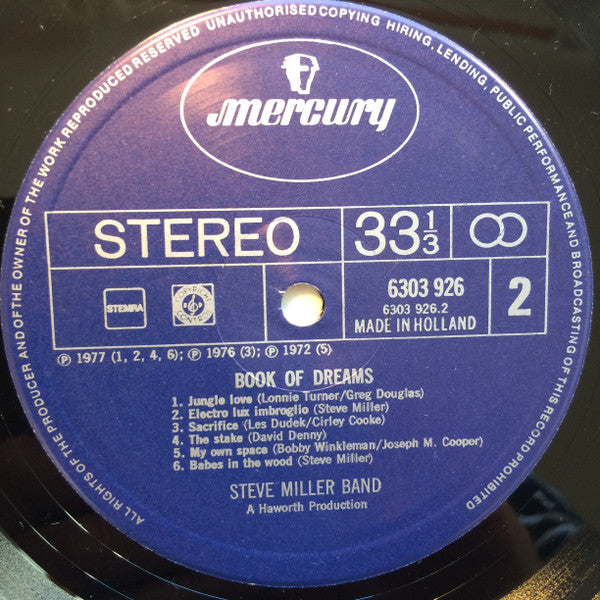 ALL RIGHTS OF THE PRODUCER AND OF THE OWNER OF THE WORK REPRODUCED RESERVED UNAUTHORISED COPYING HIRING, LENDING, PUBLIC PERFORMANCE AND BROADCASTING OF THIS RECORD PROHIBITED
mercury
STEREO 33 1/3
STEMRA
COPYRIGHT CONTROL
6303 926
6303 926.2
MADE IN HOLLAND
2
℗ 1977 (1, 2, 4, 6); ℗ 1976 (3); ℗ 1972 (5)
BOOK OF DREAMS
1. Jungle love (Lonnie Turner/Greg Douglas)
2. Electro lux imbroglio (Steve Miller)
3. Sacrifice (Les Dudek/Cirley Cooke)
4. The stake (David Denny)
5. My own space (Bobby Winkleman/Joseph M. Cooper)
6. Babes in the wood (Steve Miller)
STEVE MILLER BAND
A Haworth Production